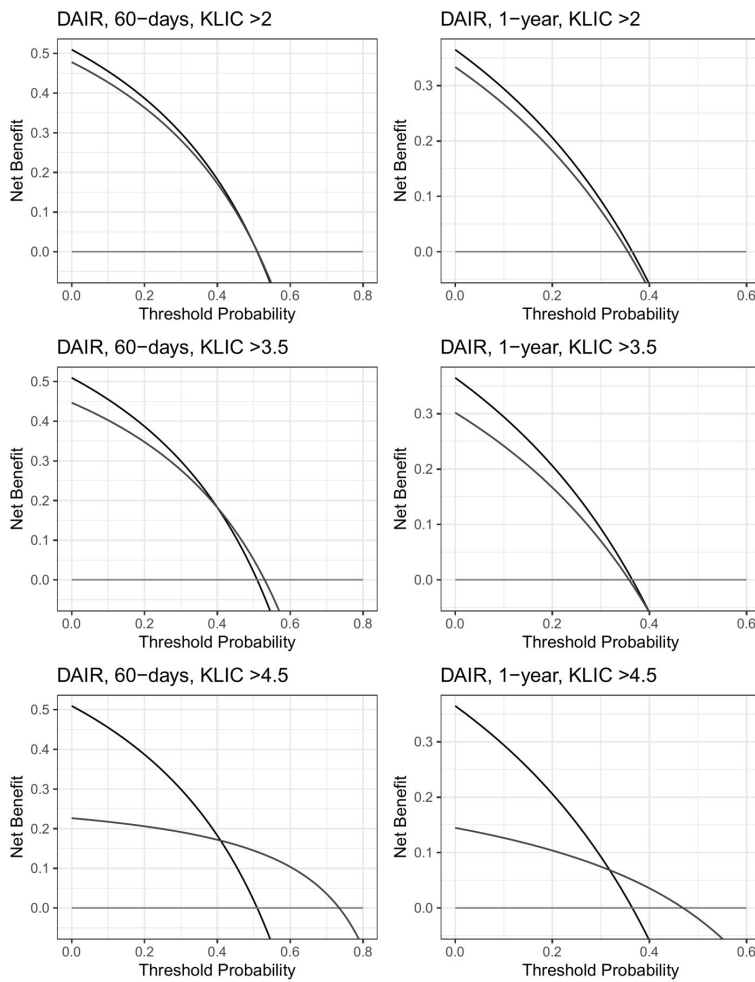 DAIR, 60−days, KLIC >2
Net Benefit
0.5
0.4
0.3
0.2
0.1
0.0
0.0 0.2 0.4 0.6 0.8
Threshold Probability
DAIR, 1−year, KLIC >2
Net Benefit
0.3
0.2
0.1
0.0
0.0 0.2 0.4 0.6
Threshold Probability
DAIR, 60−days, KLIC >3.5
Net Benefit
0.5
0.4
0.3
0.2
0.1
0.0
0.0 0.2 0.4 0.6 0.8
Threshold Probability
DAIR, 1−year, KLIC >3.5
Net Benefit
0.3
0.2
0.1
0.0
0.0 0.2 0.4 0.6
Threshold Probability
DAIR, 60−days, KLIC >4.5
Net Benefit
0.5
0.4
0.3
0.2
0.1
0.0
0.0 0.2 0.4 0.6 0.8
Threshold Probability
DAIR, 1−year, KLIC >4.5
Net Benefit
0.3
0.2
0.1
0.0
0.0 0.2 0.4 0.6
Threshold Probability